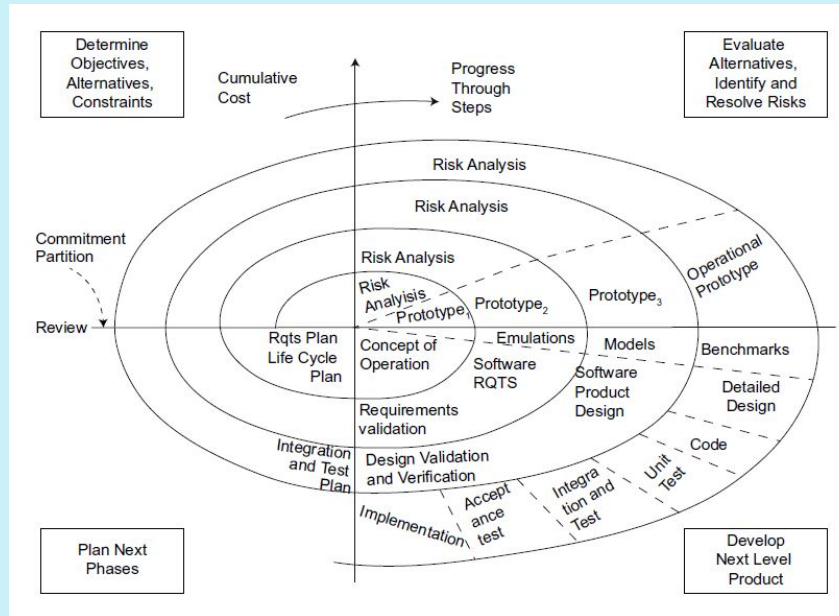 Determine
Objectives,
Alternatives,
Constraints
Cumulative
Cost
Progress
Through
Steps
Evaluate
Alternatives,
Identify and
Resolve Risks
Risk Analysis
Risk Analysis
Risk Analysis
Risk
Analyisis
Prototype1
Prototype2
Prototype3
Operational
Prototype
Commitment
Partition
Review
Rqts Plan
Life Cycle
Plan
Concept of
Operation
Emulations
Models
Benchmarks
Software
RQTS
Software
Product
Design
Detailed
Design
Requirements
validation
Code
Unit
Test
Integration
and Test
Plan
Design Validation
and Verification
Integra
tion and
Test
Accept
ance
test
Implementation
Plan Next
Phases
Develop
Next Level
Product